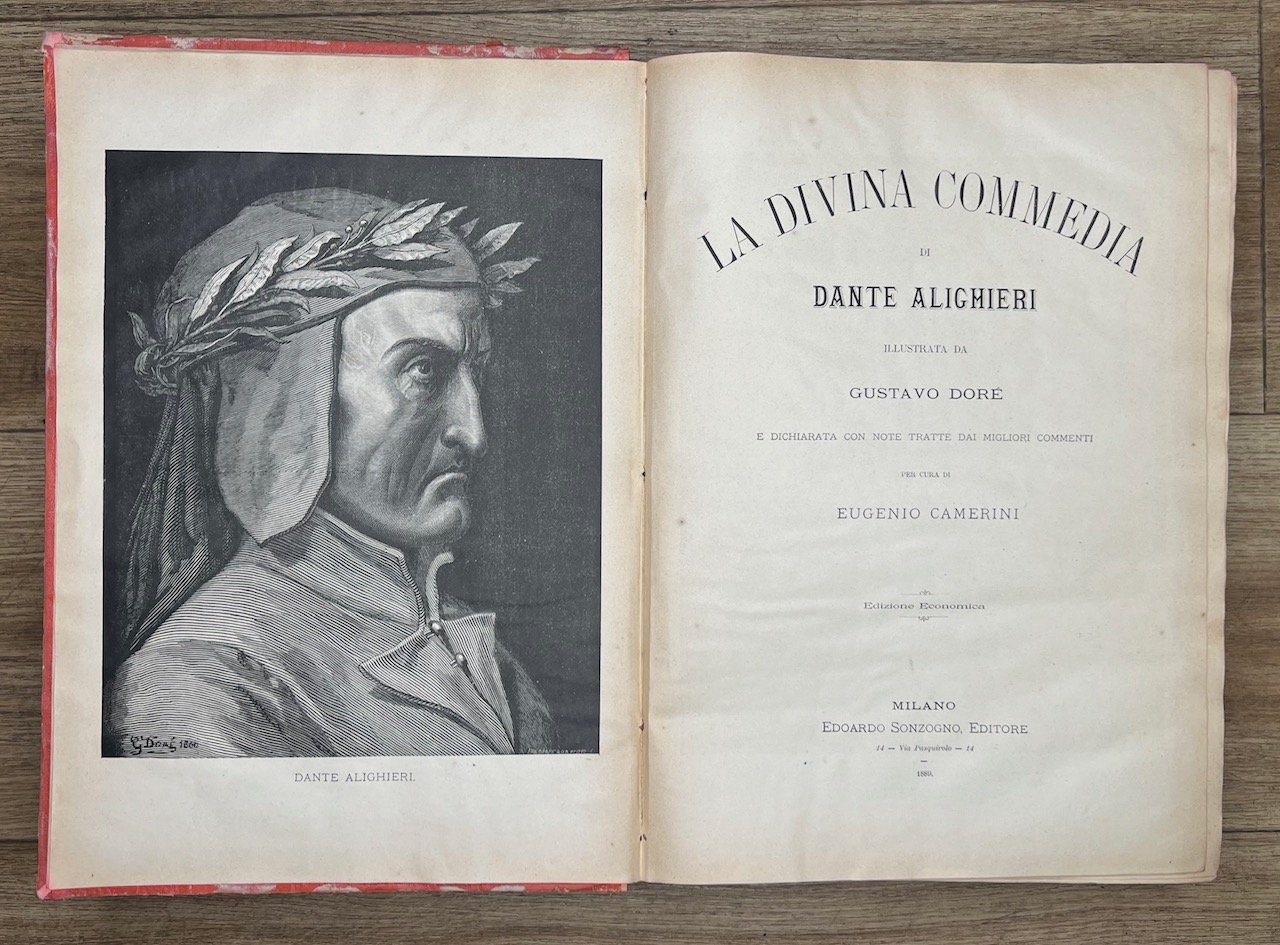 G. Doré 1860
DANTE ALIGHIERI.
LA DIVINA COMMEDIA
DI
DANTE ALIGHIERI
ILLUSTRATA DA
GUSTAVO DORÉ
E DICHIARATA CON NOTE TRATTE DAI MIGLIORI COMMENTI
PER CURA DI
EUGENIO CAMERINI
Edizione Economica
MILANO
EDOARDO SONZOGNO, EDITORE
14 — Via Pasquirolo — 14
1889.